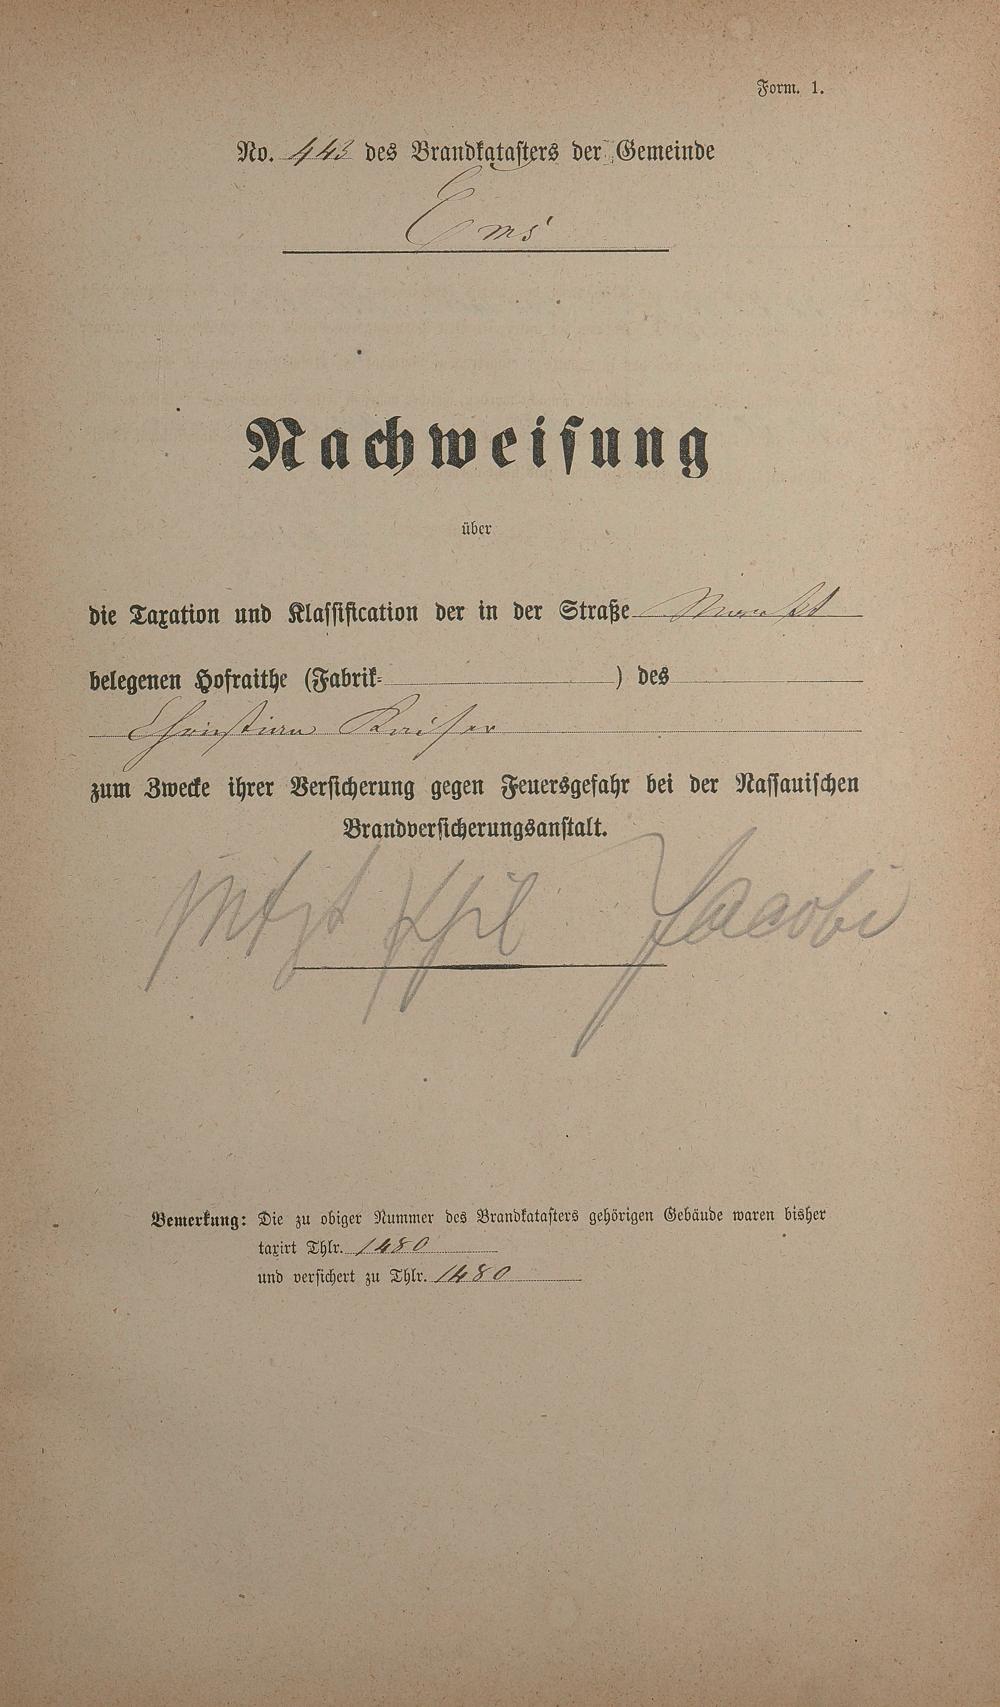 Form. 1.
No. 443 des Brandkatasters der Gemeinde
Ems
Nachweisung
über
die Taxation und Klassification der in der Straße Markt
belegenen Hofraithe (Fabrik- ) des
Christian Kaiser
zum Zwecke ihrer Versicherung gegen Feuersgefahr bei der Nassauischen
Brandversicherungsanstalt.
Jacobi
Bemerkung: Die zu obiger Nummer des Brandkatasters gehörigen Gebäude waren bisher
taxirt Thlr. 1480
und versichert zu Thlr. 1480